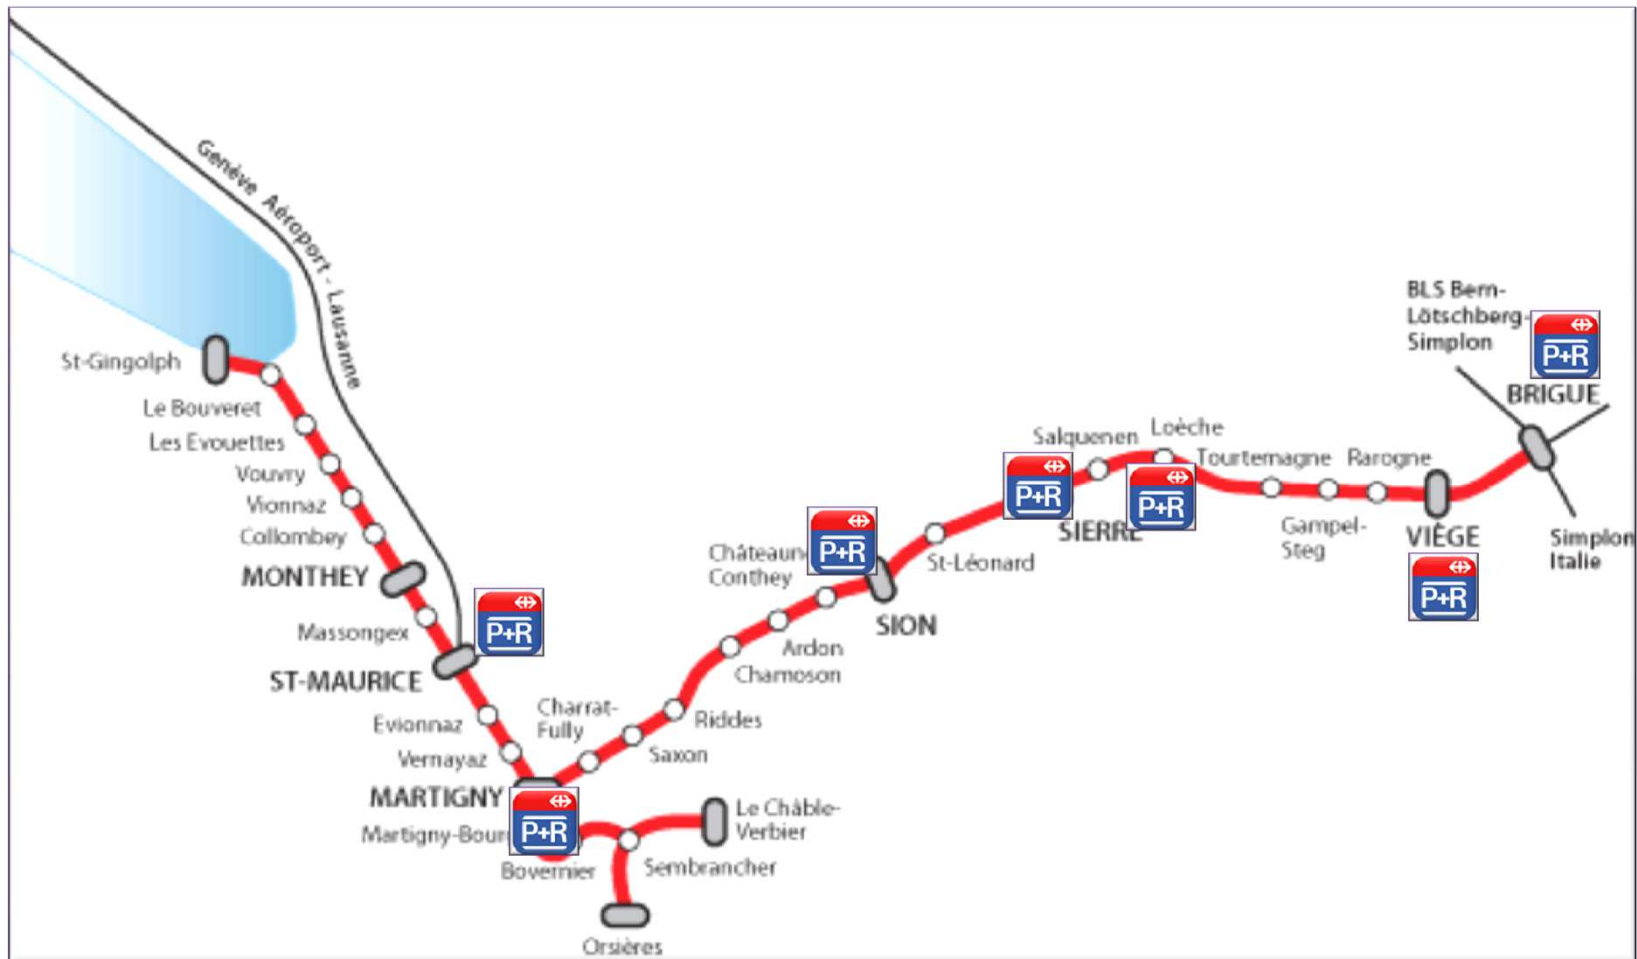 Genève Aéroport - Lausanne
St-Gingolph
Le Bouveret
Les Evouettes
Vouvry
Vionnaz
Collombey
MONTHEY
Massongex
ST-MAURICE
P+R
Evionnaz
Vernayaz
MARTIGNY
P+R
Martigny-Bour
Bovernier
Sembrancher
Le Châble-
Verbier
Orsières
Charrat-
Fully
Saxon
Riddes
Chamoson
Ardon
Châteaun
Conthey
P+R
SION
St-Léonard
P+R
SIERRE
Salquenen
Loèche
P+R
Tourtemagne
Gampel-
Steg
Rarogne
VIÈGE
P+R
BLS Bern-
Lötschberg-
Simplon
P+R
BRIGUE
Simplon
Italie